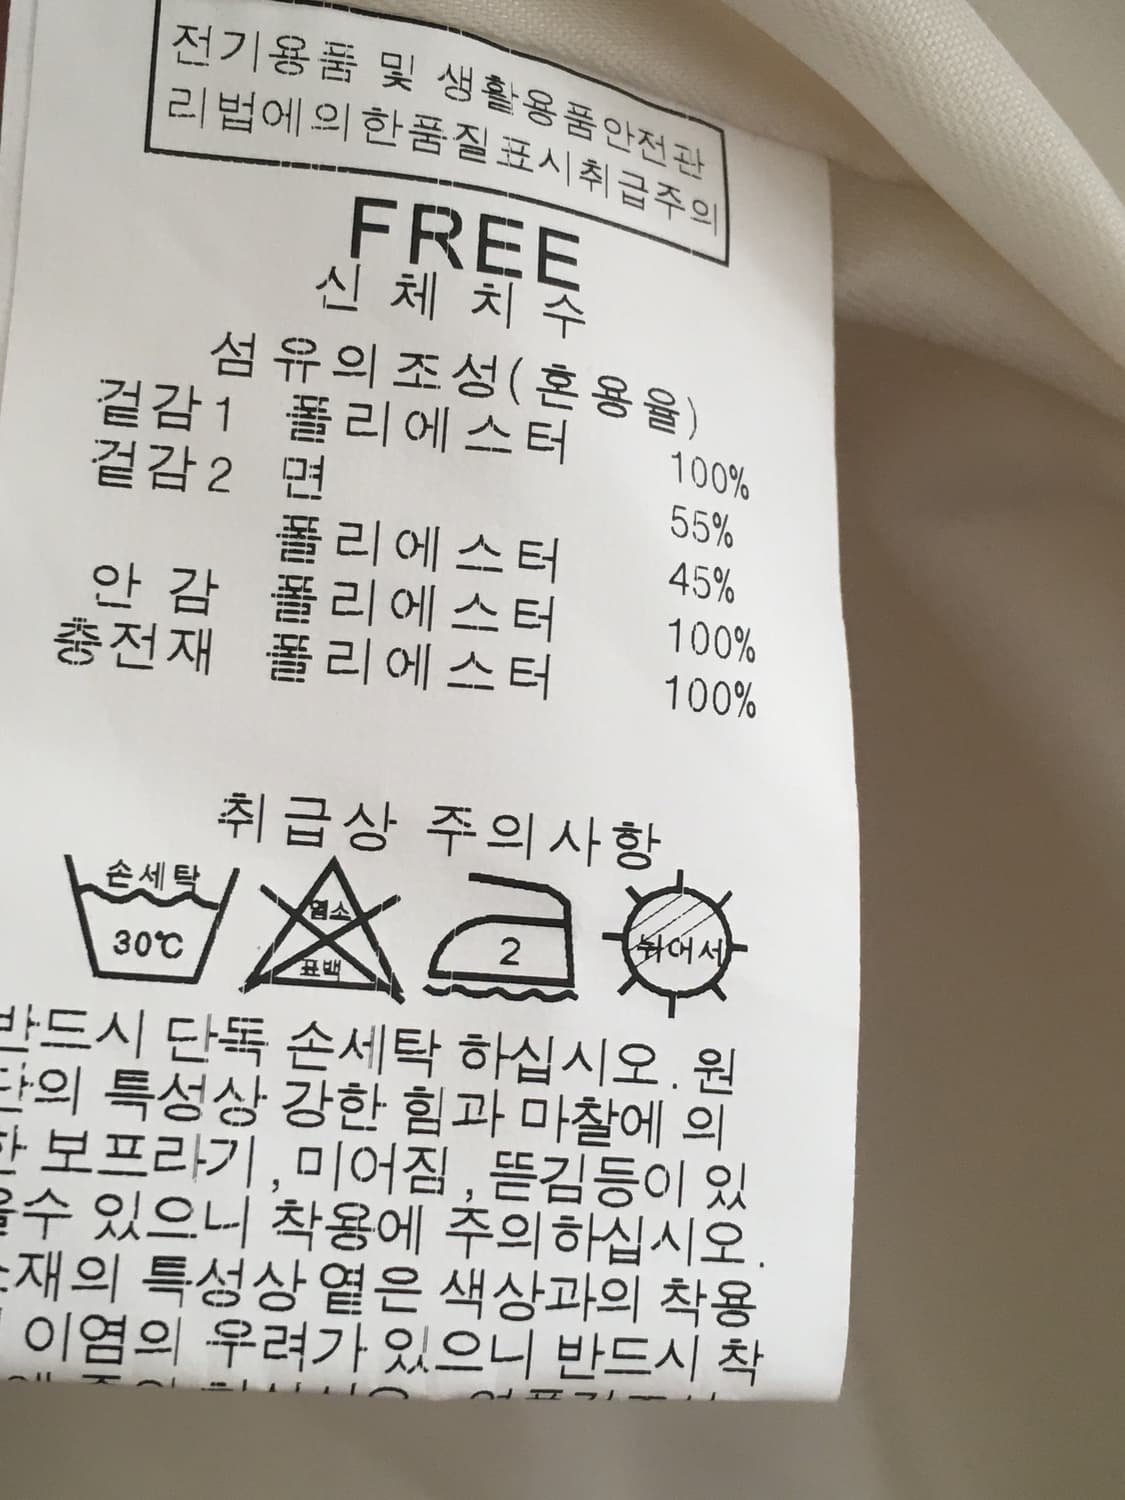 전기용품 및 생활용품안전관
리법에의한품질표시취급주의
FREE
신체치수
섬유의조성(혼용율)
겉감1 폴리에스터 100%
겉감2 면 55%
폴리에스터 45%
안감 폴리에스터 100%
충전재 폴리에스터 100%
취급상 주의사항
손세탁
30℃
염소
표백
2
뉘어서
반드시 단독 손세탁 하십시오. 원
단의 특성상 강한 힘과 마찰에 의
한 보프라기, 미어짐, 뜯김등이 있
을수 있으니 착용에 주의하십시오.
소재의 특성상 옅은 색상과의 착용
이염의 우려가 있으니 반드시 착